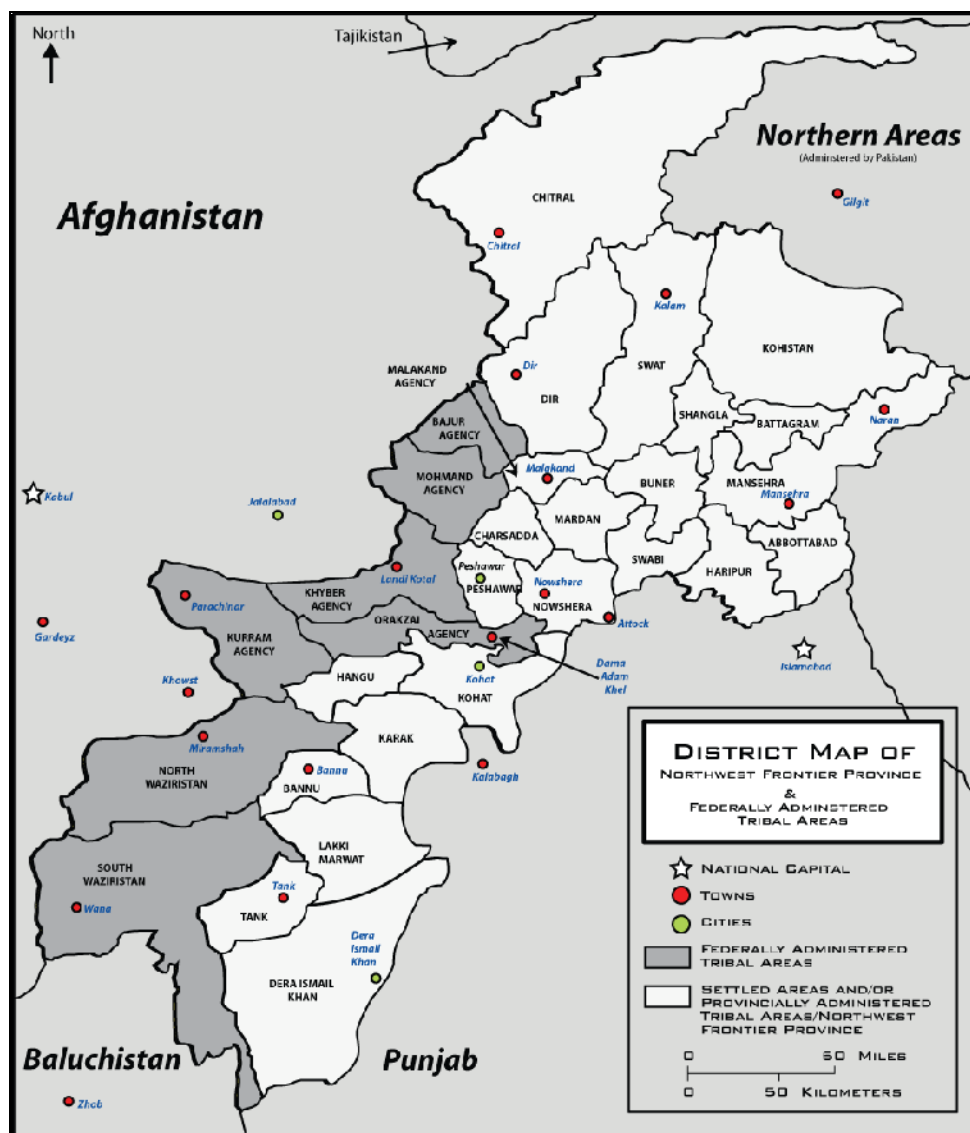 North
Tajikistan
Northern Areas
(Adminstered by Pakistan)
Gilgit
Afghanistan
CHITRAL
Chitral
Kalam
KOHISTAN
MALAKAND
AGENCY
Dir
DIR
SWAT
SHANGLA
BATTAGRAM
Naran
BAJUR
AGENCY
MOHMAND
AGENCY
Malakand
BUNER
MANSEHRA
Mansehra
Kabul
Jalalabad
CHARSADDA
MARDAN
ABBOTTABAD
SWABI
HARIPUR
Peshawar
PESHAWAR
Landi Kotal
Nowshera
NOWSHERA
Parachinar
KHYBER
AGENCY
ORAKZAI
AGENCY
Attock
Gardeyz
KURRAM
AGENCY
Islamabad
Khowst
HANGU
Kohat
KOHAT
Dama
Adam
Khel
Miramshah
NORTH
WAZIRISTAN
KARAK
Kalabagh
Bannu
BANNU
LAKKI
MARWAT
SOUTH
WAZIRISTAN
Wana
Tank
TANK
Dera
Ismail
Khan
DERA ISMAIL
KHAN
Baluchistan
Punjab
Zhob
DISTRICT MAP OF
NORTHWEST FRONTIER PROVINCE
&
FEDERALLY ADMINSTERED
TRIBAL AREAS
NATIONAL CAPITAL
TOWNS
CITIES
FEDERALLY ADMINISTERED
TRIBAL AREAS
SETTLED AREAS AND/OR
PROVINCIALLY ADMINISTERED
TRIBAL AREAS/NORTHWEST
FRONTIER PROVINCE
0 50 MILES
0 50 KILOMETERS